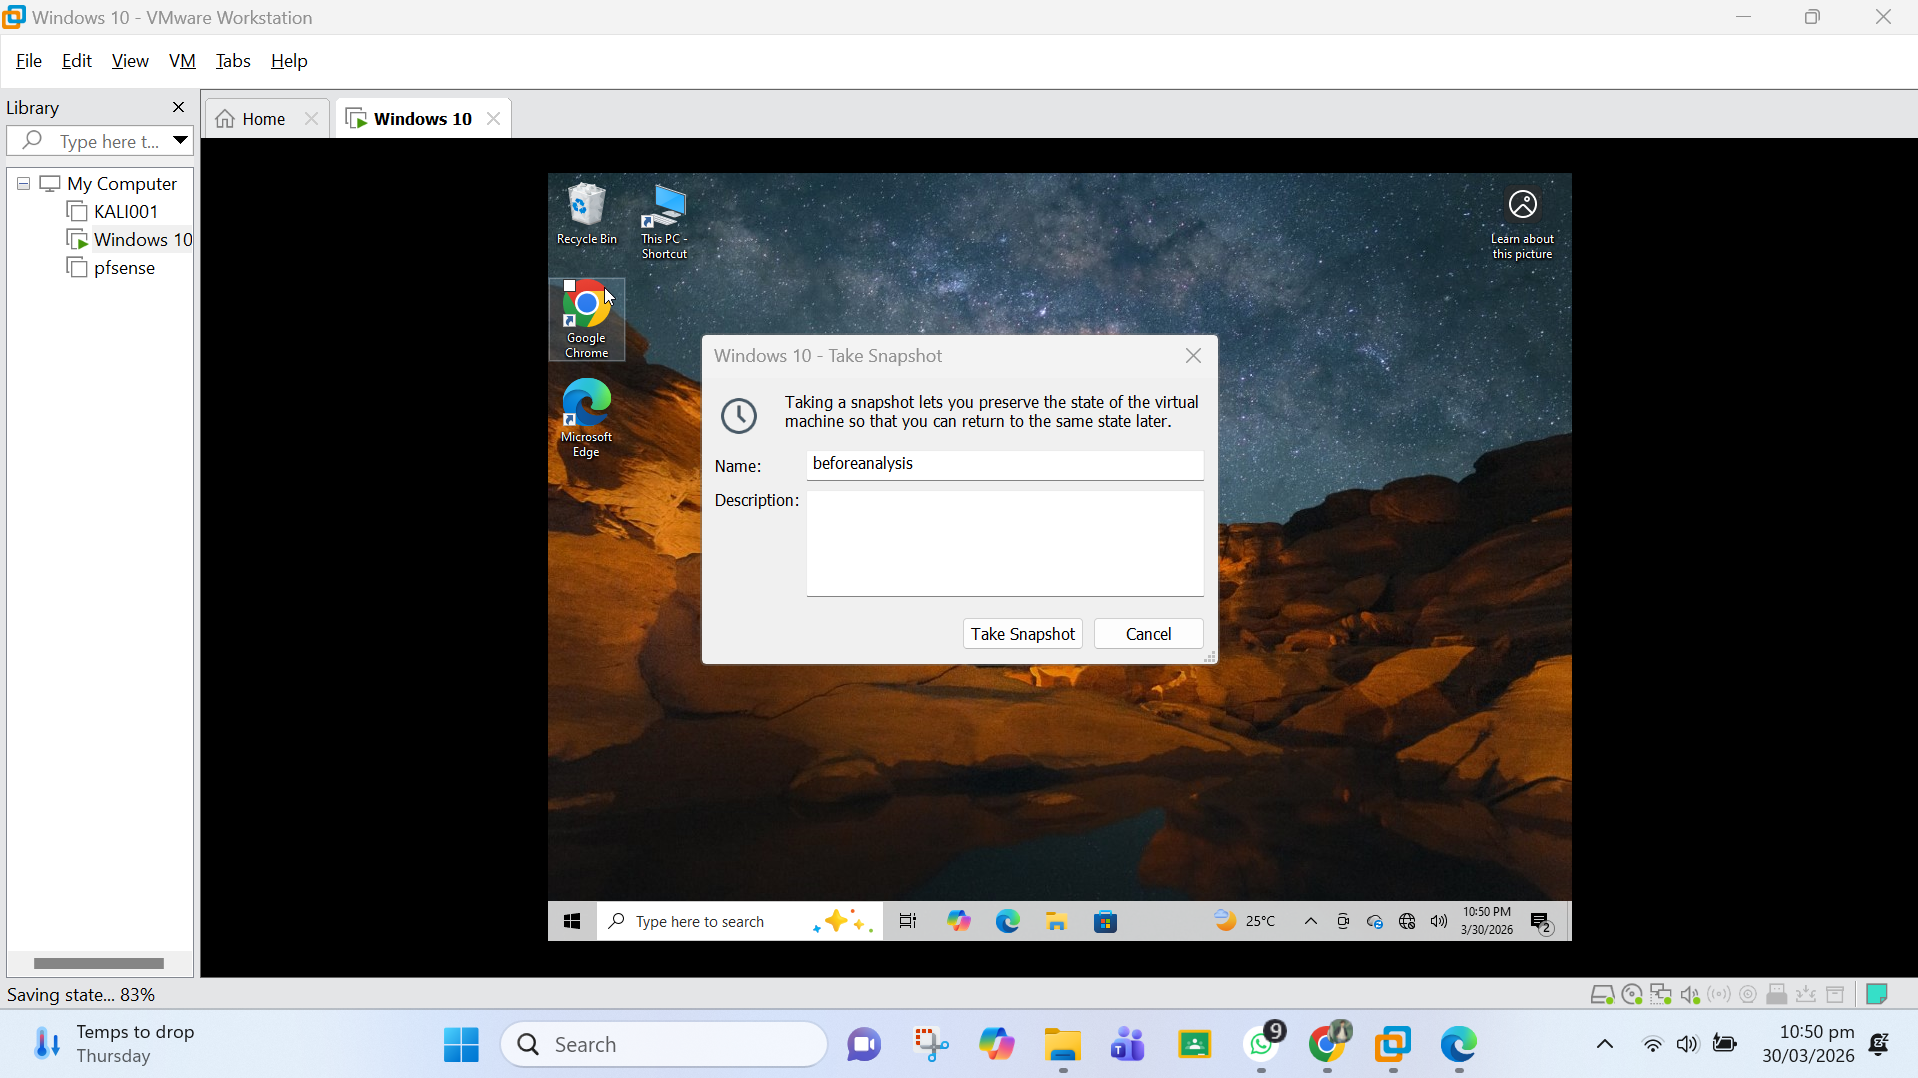 Windows 10 - VMware Workstation
File Edit View VM Tabs Help
Library
Type here t...
Home
Windows 10
My Computer
KALI001
Windows 10
pfsense
Recycle Bin
This PC -
Shortcut
Learn about
this picture
Google
Chrome
Microsoft
Edge
Windows 10 - Take Snapshot
Taking a snapshot lets you preserve the state of the virtual
machine so that you can return to the same state later.
Name:
beforeanalysis
Description:
Take Snapshot
Cancel
Type here to search
25°C
10:50 PM
3/30/2026
2
Saving state... 83%
Temps to drop
Thursday
Search
9
10:50 pm
30/03/2026